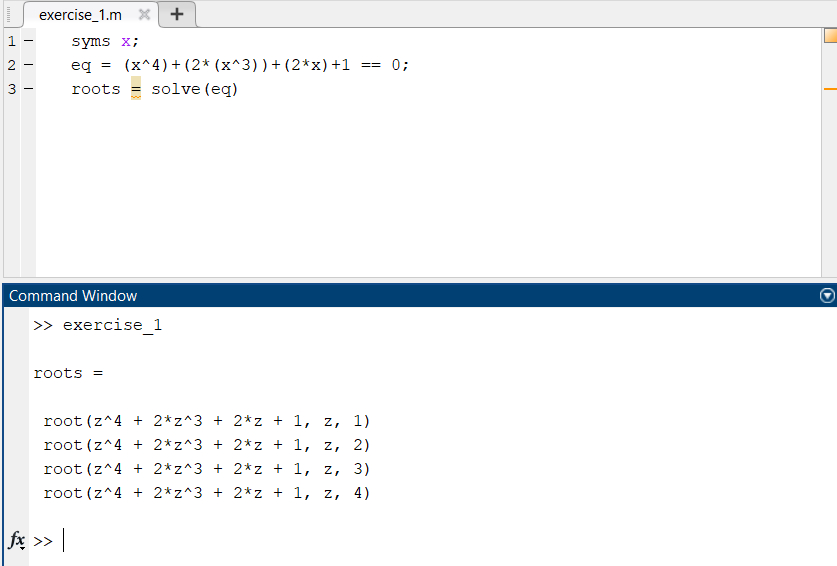 exercise_1.m
1 - syms x;
2 - eq = (x^4)+(2*(x^3))+(2*x)+1 == 0;
3 - roots = solve(eq)
Command Window
>> exercise_1
roots =
root(z^4 + 2*z^3 + 2*z + 1, z, 1)
root(z^4 + 2*z^3 + 2*z + 1, z, 2)
root(z^4 + 2*z^3 + 2*z + 1, z, 3)
root(z^4 + 2*z^3 + 2*z + 1, z, 4)
fx >>